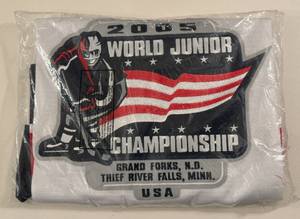 2005
WORLD JUNIOR
CHAMPIONSHIP
GRAND FORKS, N.D.
THIEF RIVER FALLS, MINN.
USA